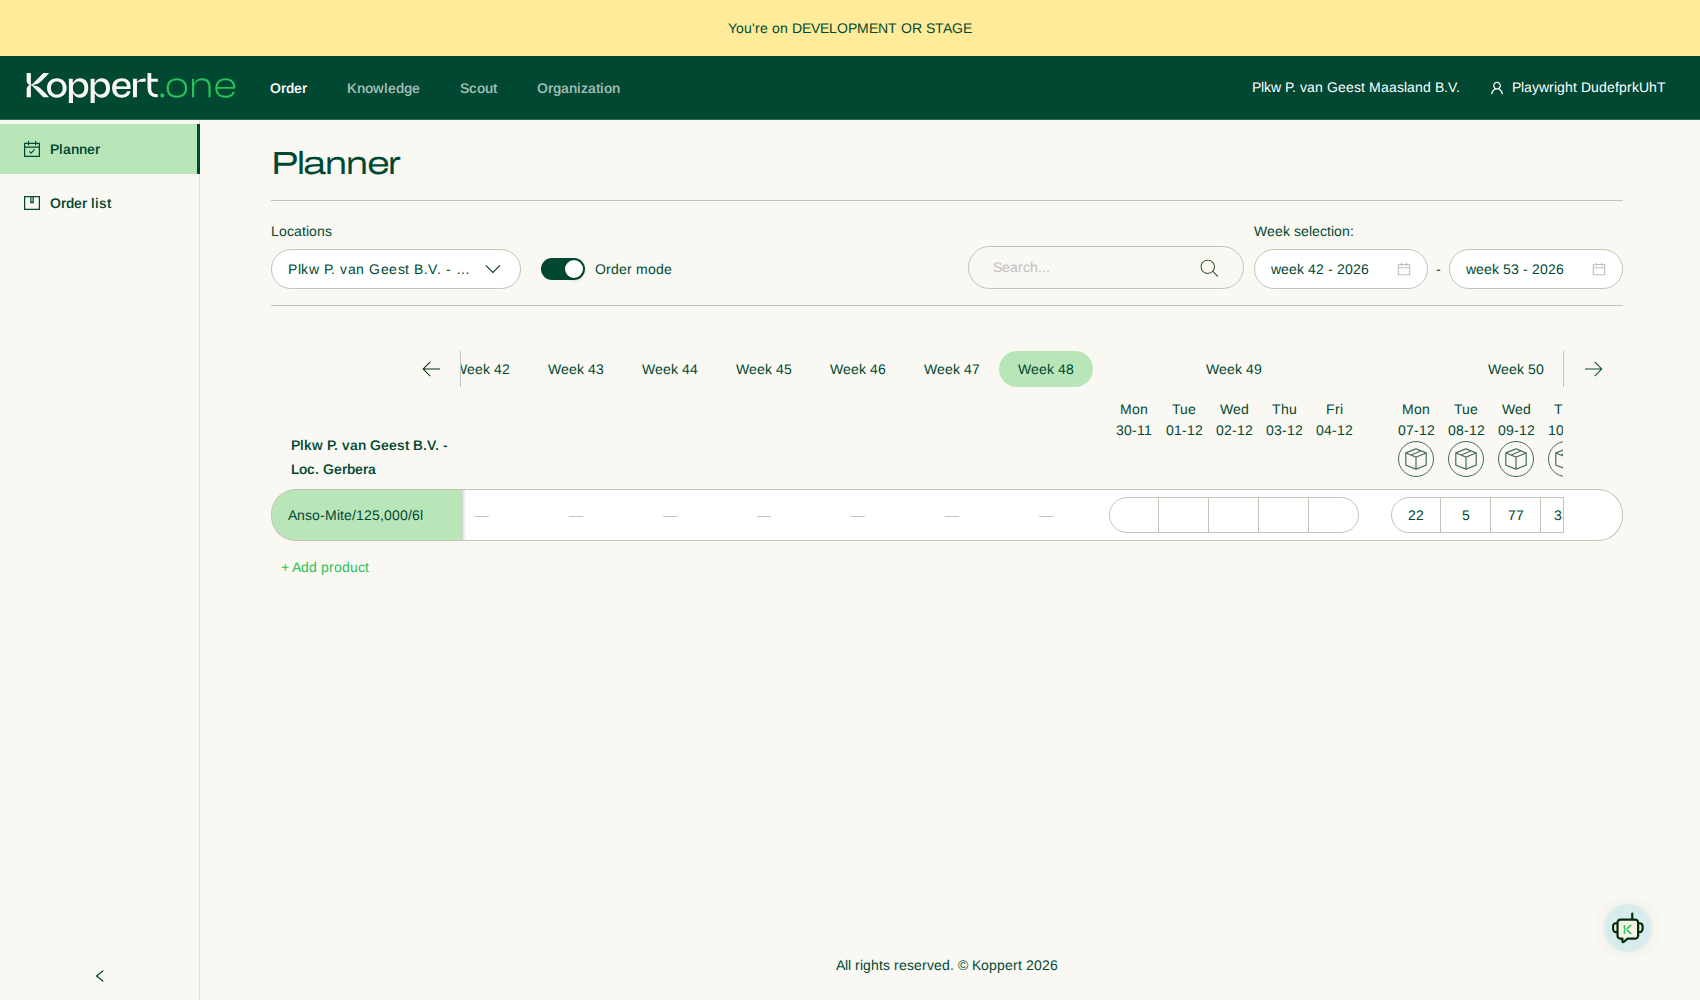 You're on DEVELOPMENT OR STAGE
Koppert.one
Order
Knowledge
Scout
Organization
Plkw P. van Geest Maasland B.V.
Playwright DudefprkUhT
Planner
Order list
Planner
Locations
Week selection:
Plkw P. van Geest B.V. - ...
Order mode
Search...
week 42 - 2026
-
week 53 - 2026
Week 42
Week 43
Week 44
Week 45
Week 46
Week 47
Week 48
Week 49
Week 50
Mon Tue Wed Thu Fri Mon Tue Wed T
30-11 01-12 02-12 03-12 04-12 07-12 08-12 09-12 10
Plkw P. van Geest B.V. -
Loc. Gerbera
Anso-Mite/125,000/6l — — — — — — — 22 5 77 3
+ Add product
All rights reserved. © Koppert 2026